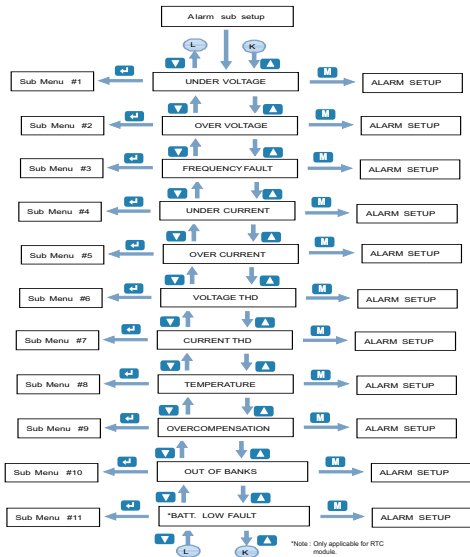 Alarm sub setup
L K
Sub Menu #1 UNDER VOLTAGE M ALARM SETUP
Sub Menu #2 OVER VOLTAGE M ALARM SETUP
Sub Menu #3 FREQUENCY FAULT M ALARM SETUP
Sub Menu #4 UNDER CURRENT M ALARM SETUP
Sub Menu #5 OVER CURRENT M ALARM SETUP
Sub Menu #6 VOLTAGE THD M ALARM SETUP
Sub Menu #7 CURRENT THD M ALARM SETUP
Sub Menu #8 TEMPERATURE M ALARM SETUP
Sub Menu #9 OVERCOMPENSATION M ALARM SETUP
Sub Menu #10 OUT OF BANKS M ALARM SETUP
Sub Menu #11 *BATT. LOW FAULT M ALARM SETUP
L K
*Note : Only applicable for RTC
module.